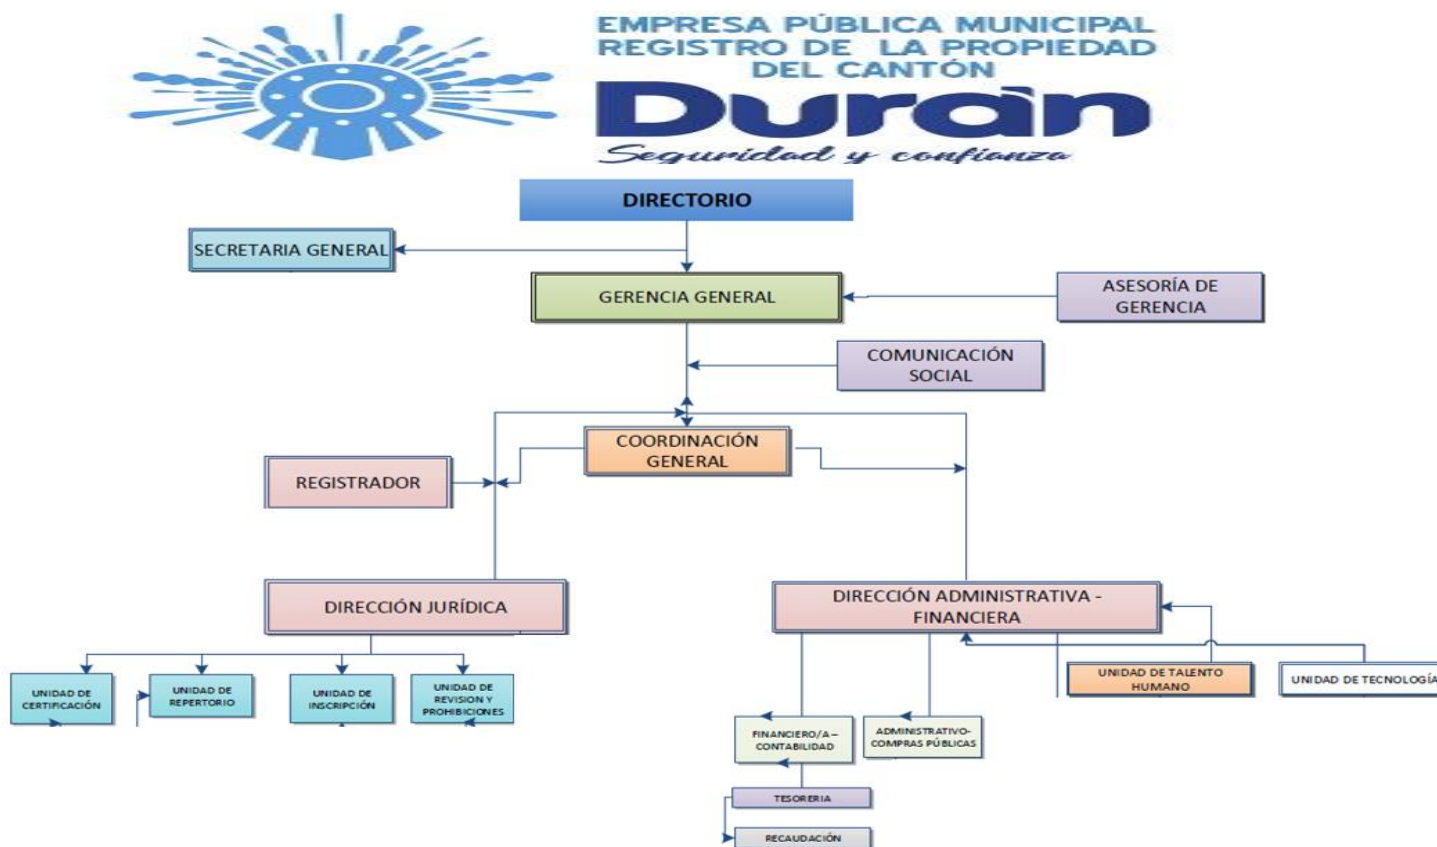 EMPRESA PÚBLICA MUNICIPAL
REGISTRO DE LA PROPIEDAD
DEL CANTÓN
Durán
Seguridad y confianza
DIRECTORIO
SECRETARIA GENERAL
GERENCIA GENERAL
ASESORÍA DE
GERENCIA
COMUNICACIÓN
SOCIAL
COORDINACIÓN
GENERAL
REGISTRADOR
DIRECCIÓN JURÍDICA
DIRECCIÓN ADMINISTRATIVA -
FINANCIERA
UNIDAD DE
CERTIFICACIÓN
UNIDAD DE
REPERTORIO
UNIDAD DE
INSCRIPCIÓN
UNIDAD DE
REVISION Y
PROHIBICIONES
UNIDAD DE TALENTO
HUMANO
UNIDAD DE TECNOLOGÍA
FINANCIERO/A –
CONTABILIDAD
ADMINISTRATIVO-
COMPRAS PÚBLICAS
TESORERIA
RECAUDACIÓN